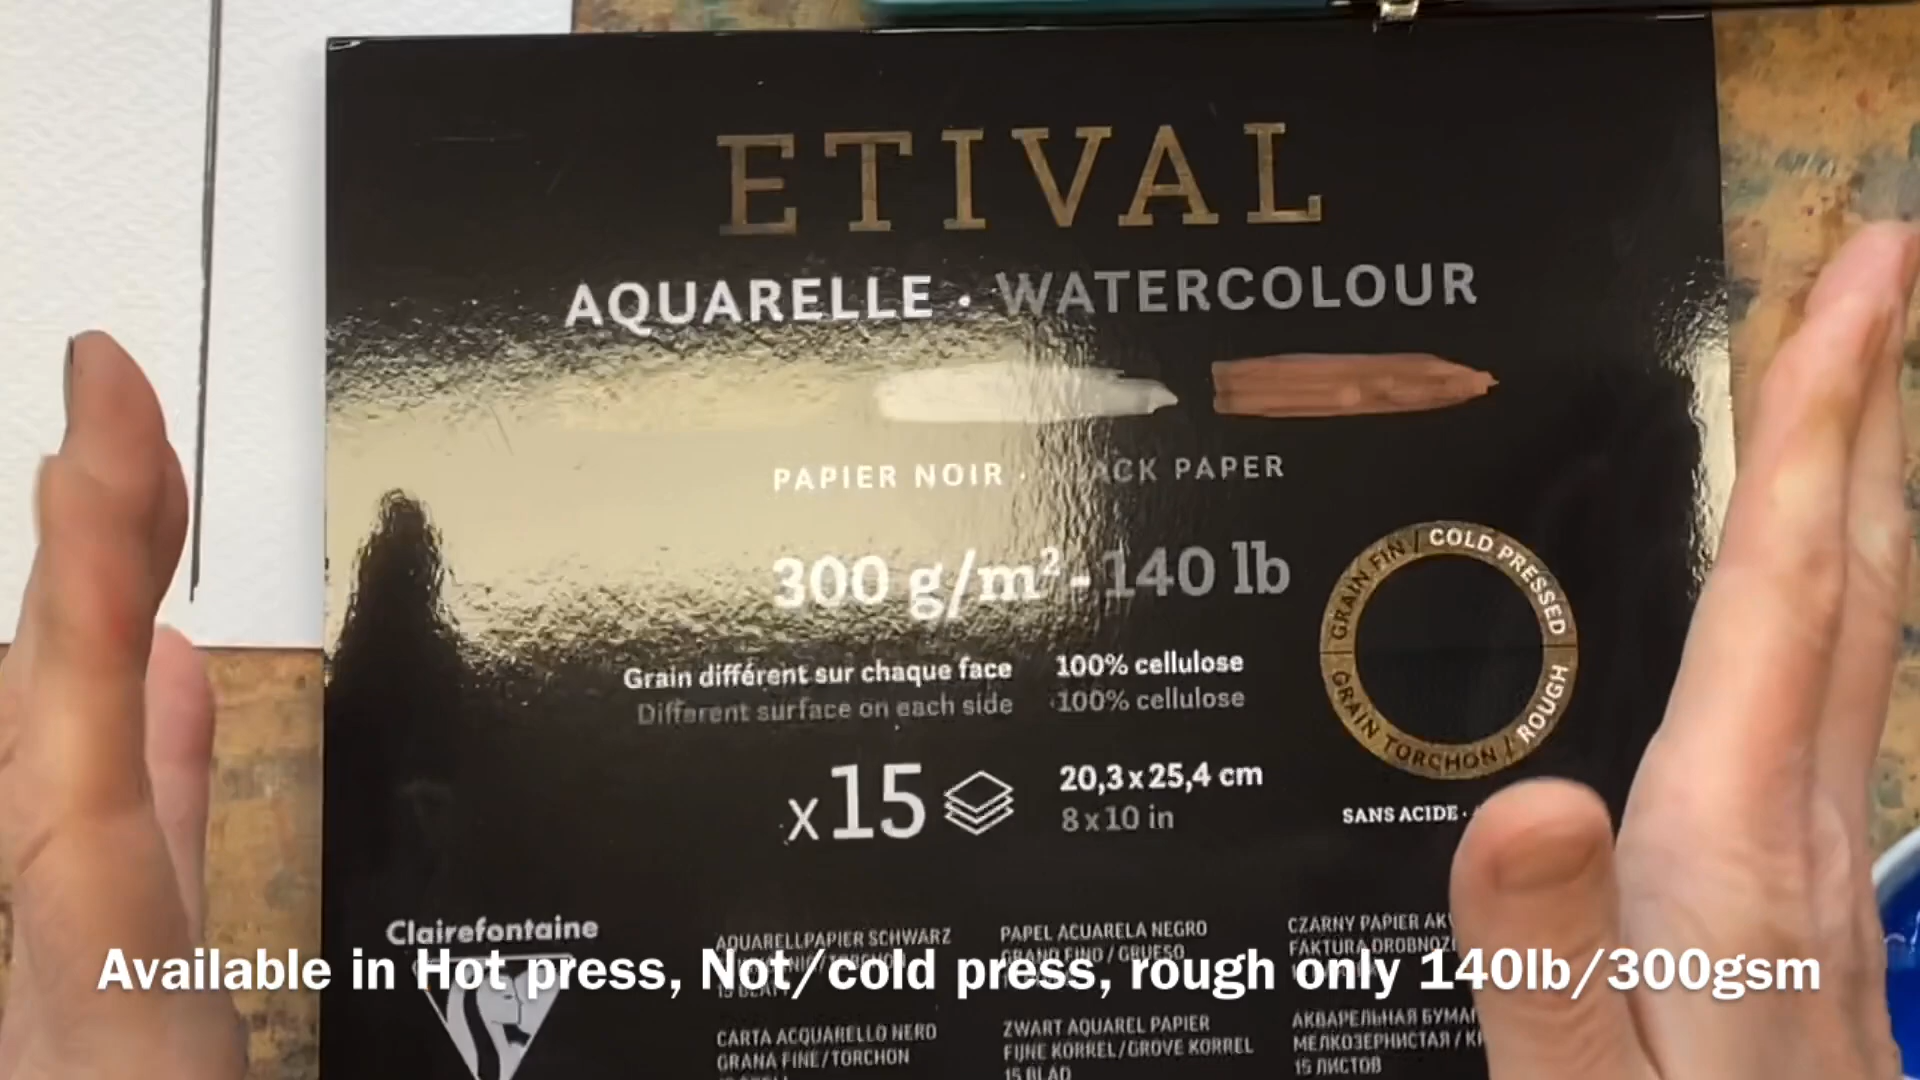 ETIVAL
AQUARELLE · WATERCOLOUR
PAPIER NOIR · ACK PAPER
300 g/m² - 140 lb
GRAIN FIN / COLD PRESSED
GRAIN TORCHON / ROUGH
Grain différent sur chaque face
Different surface on each side
100% cellulose
100% cellulose
x15
20,3 x 25,4 cm
8 x 10 in
SANS ACIDE ·
Clairefontaine
AQUARELLPAPIER SCHWARZ
PAPEL ACUARELA NEGRO
GRANO FINO / GRUESO
CZARNY PAPIER
Available in Hot press, Not/cold press, rough only 140lb/300gsm
CARTA ACQUARELLO NERO
GRANA FINE/TORCHON
ZWART AQUAREL PAPIER
FIJNE KORREL/GROVE KORREL
15 BLAD
АКВАРЕЛЬНАЯ
МЕЛКОЗЕРНИСТАЯ /
15 ЛИСТОВ